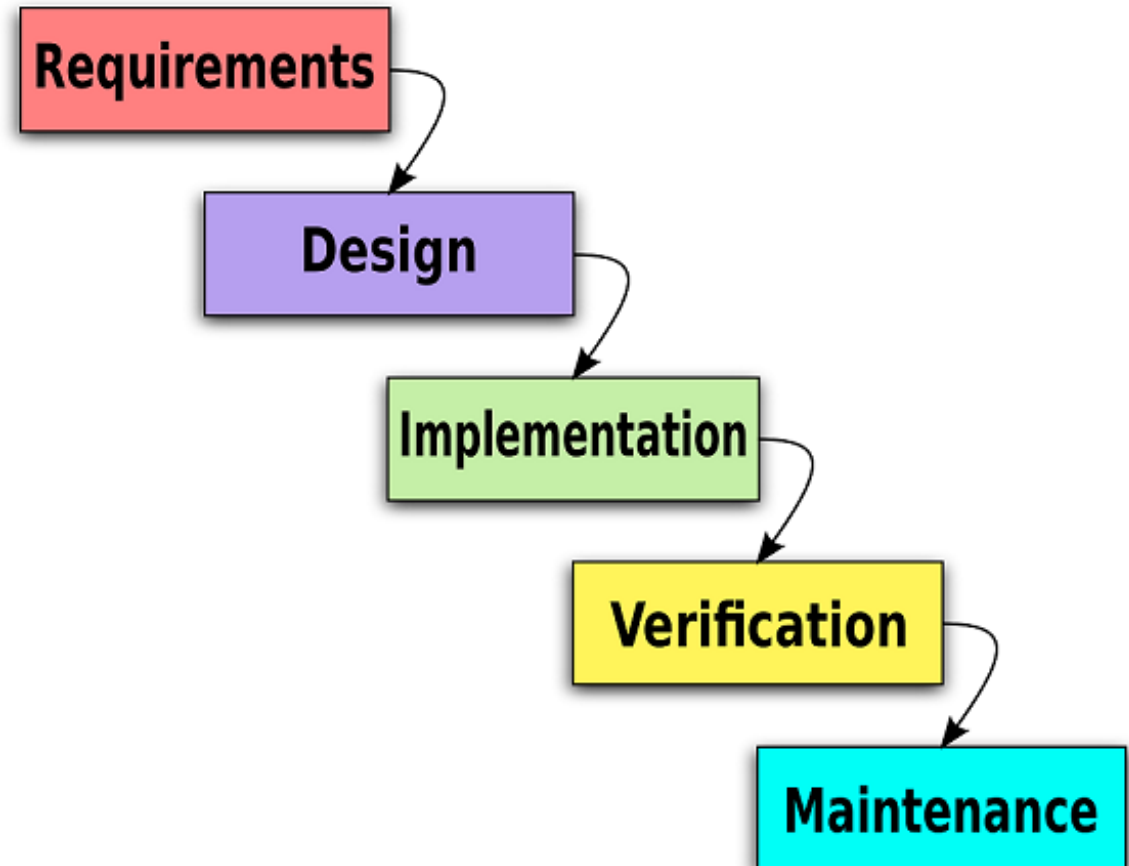 Requirements
Design
Implementation
Verification
Maintenance